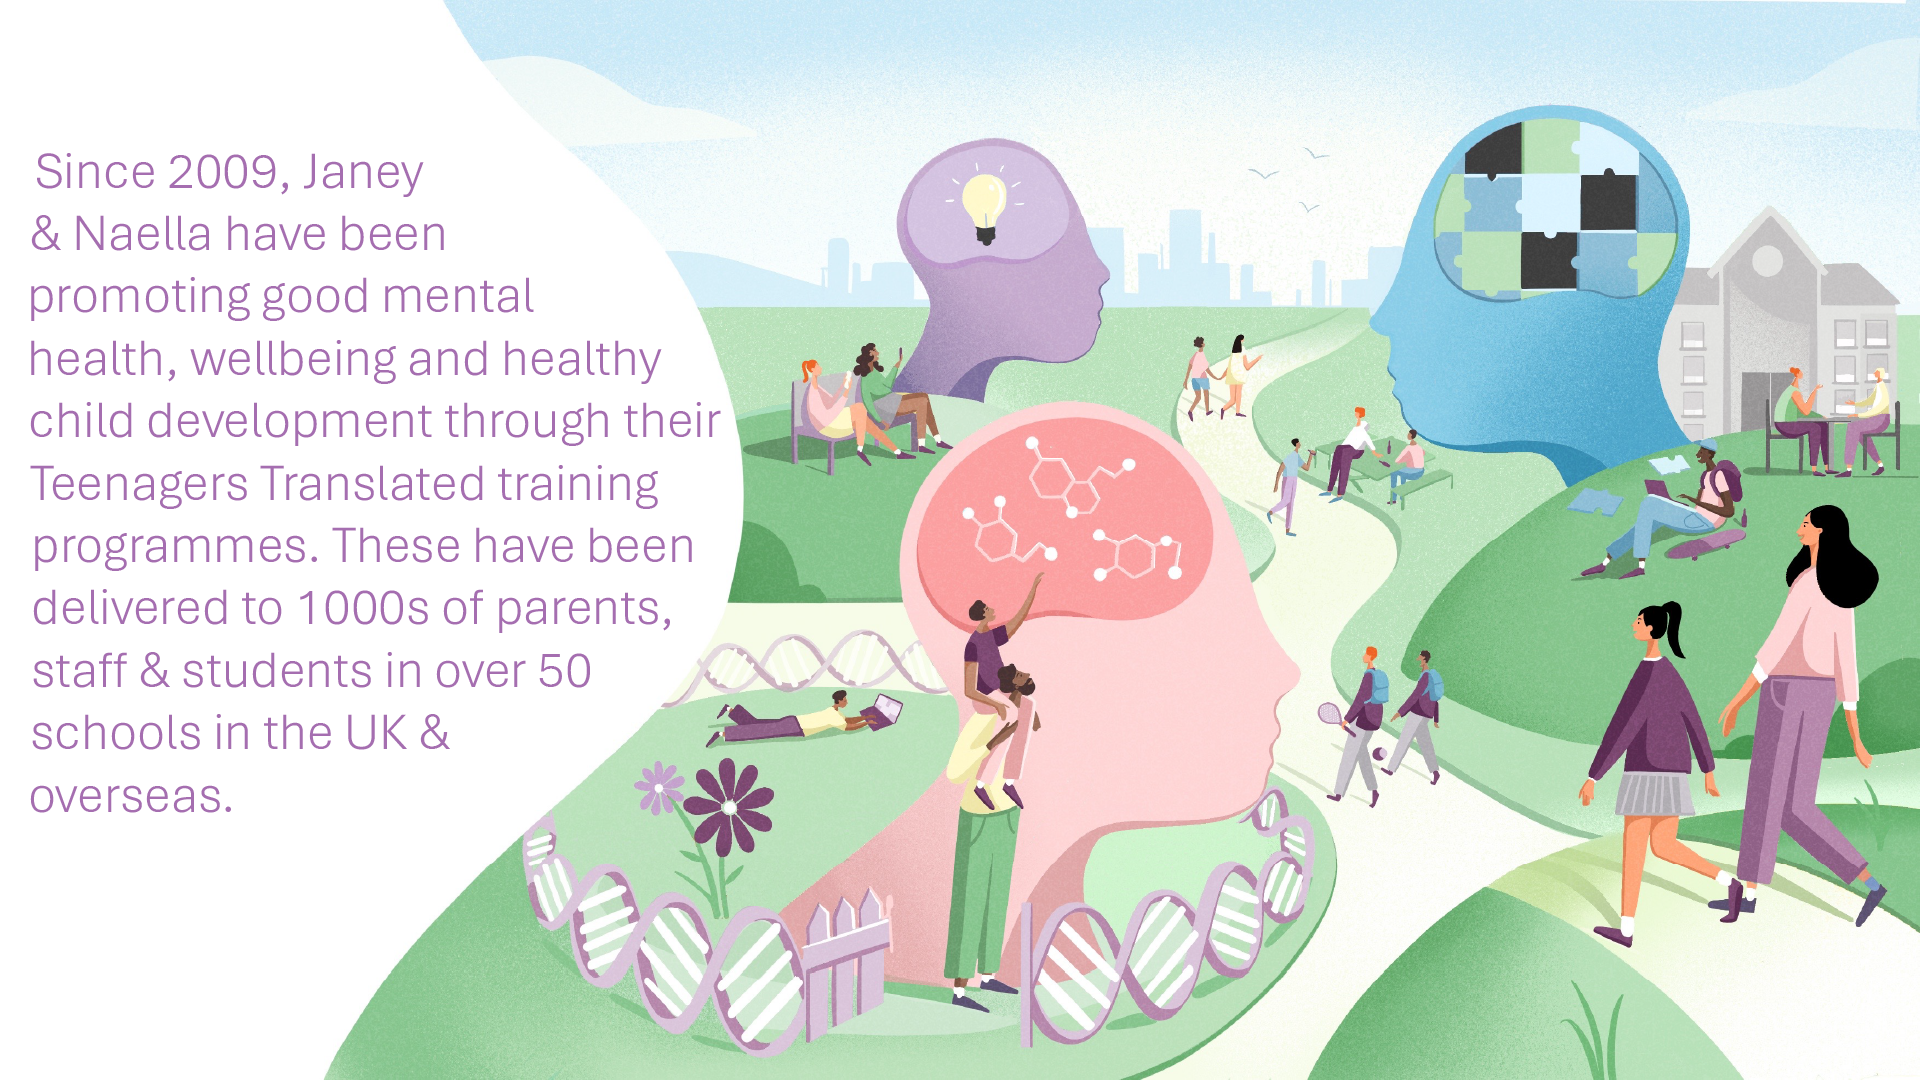 Since 2009, Janey
& Naella have been
promoting good mental
health, wellbeing and healthy
child development through their
Teenagers Translated training
programmes. These have been
delivered to 1000s of parents,
staff & students in over 50
schools in the UK &
overseas.